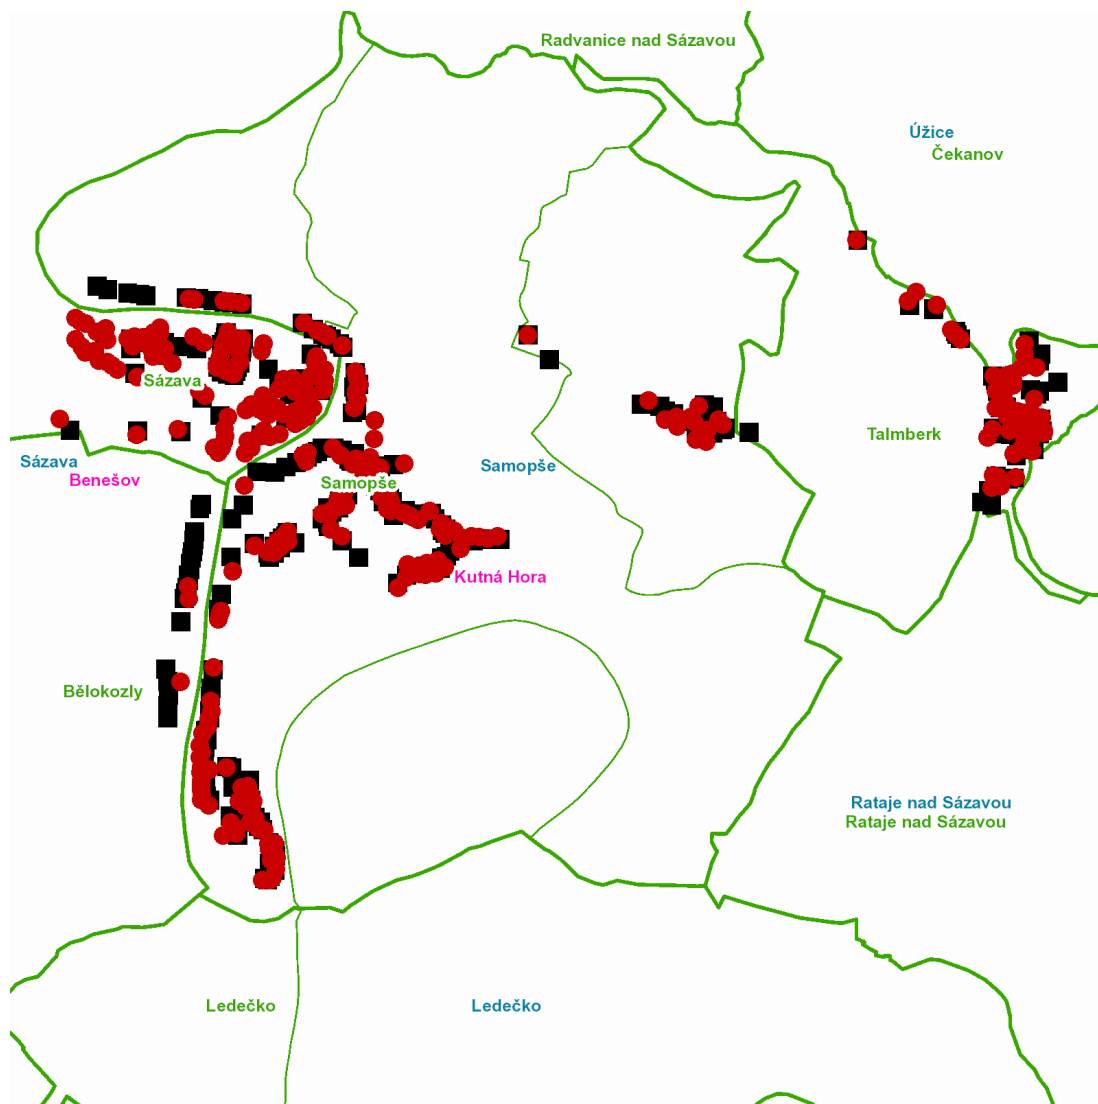 Radvanice nad Sázavou
Úžice
Čekanov
Sázava
Talmberk
Sázava
Benešov
Samopše
Samopše
Kutná Hora
Bělokozly
Rataje nad Sázavou
Rataje nad Sázavou
Ledečko
Ledečko